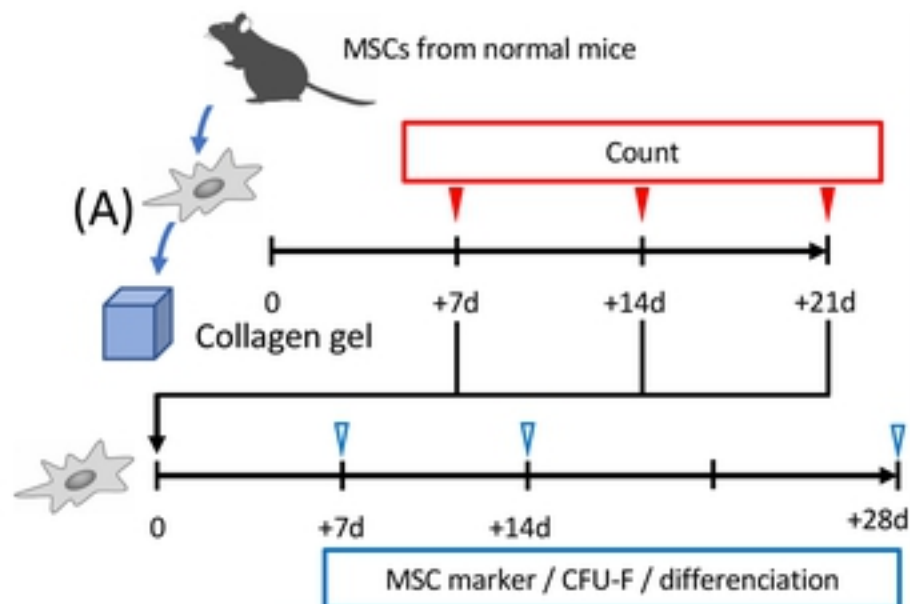 MSCs from normal mice
Count
(A)
0 +7d +14d +21d
Collagen gel
0 +7d +14d +28d
MSC marker / CFU-F / differenciation